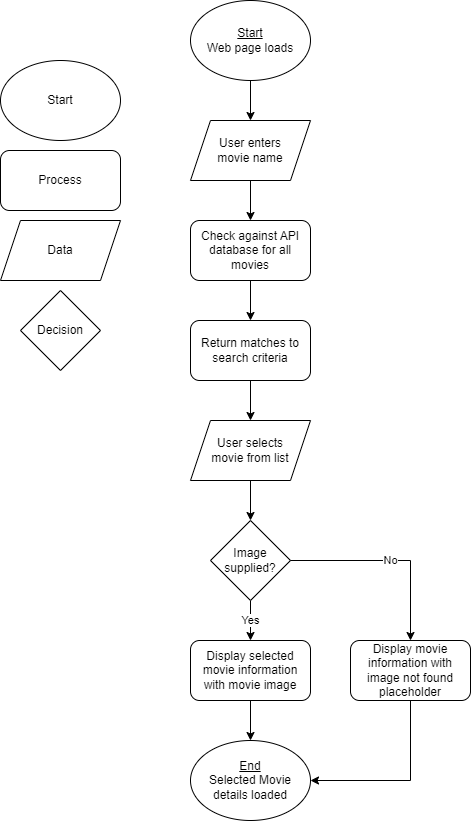 Start
Web page loads
Start
Process
Data
Decision
User enters
movie name
Check against API
database for all
movies
Return matches to
search criteria
User selects
movie from list
Image
supplied?
No
Yes
Display selected
movie information
with movie image
Display movie
information with
image not found
placeholder
End
Selected Movie
details loaded